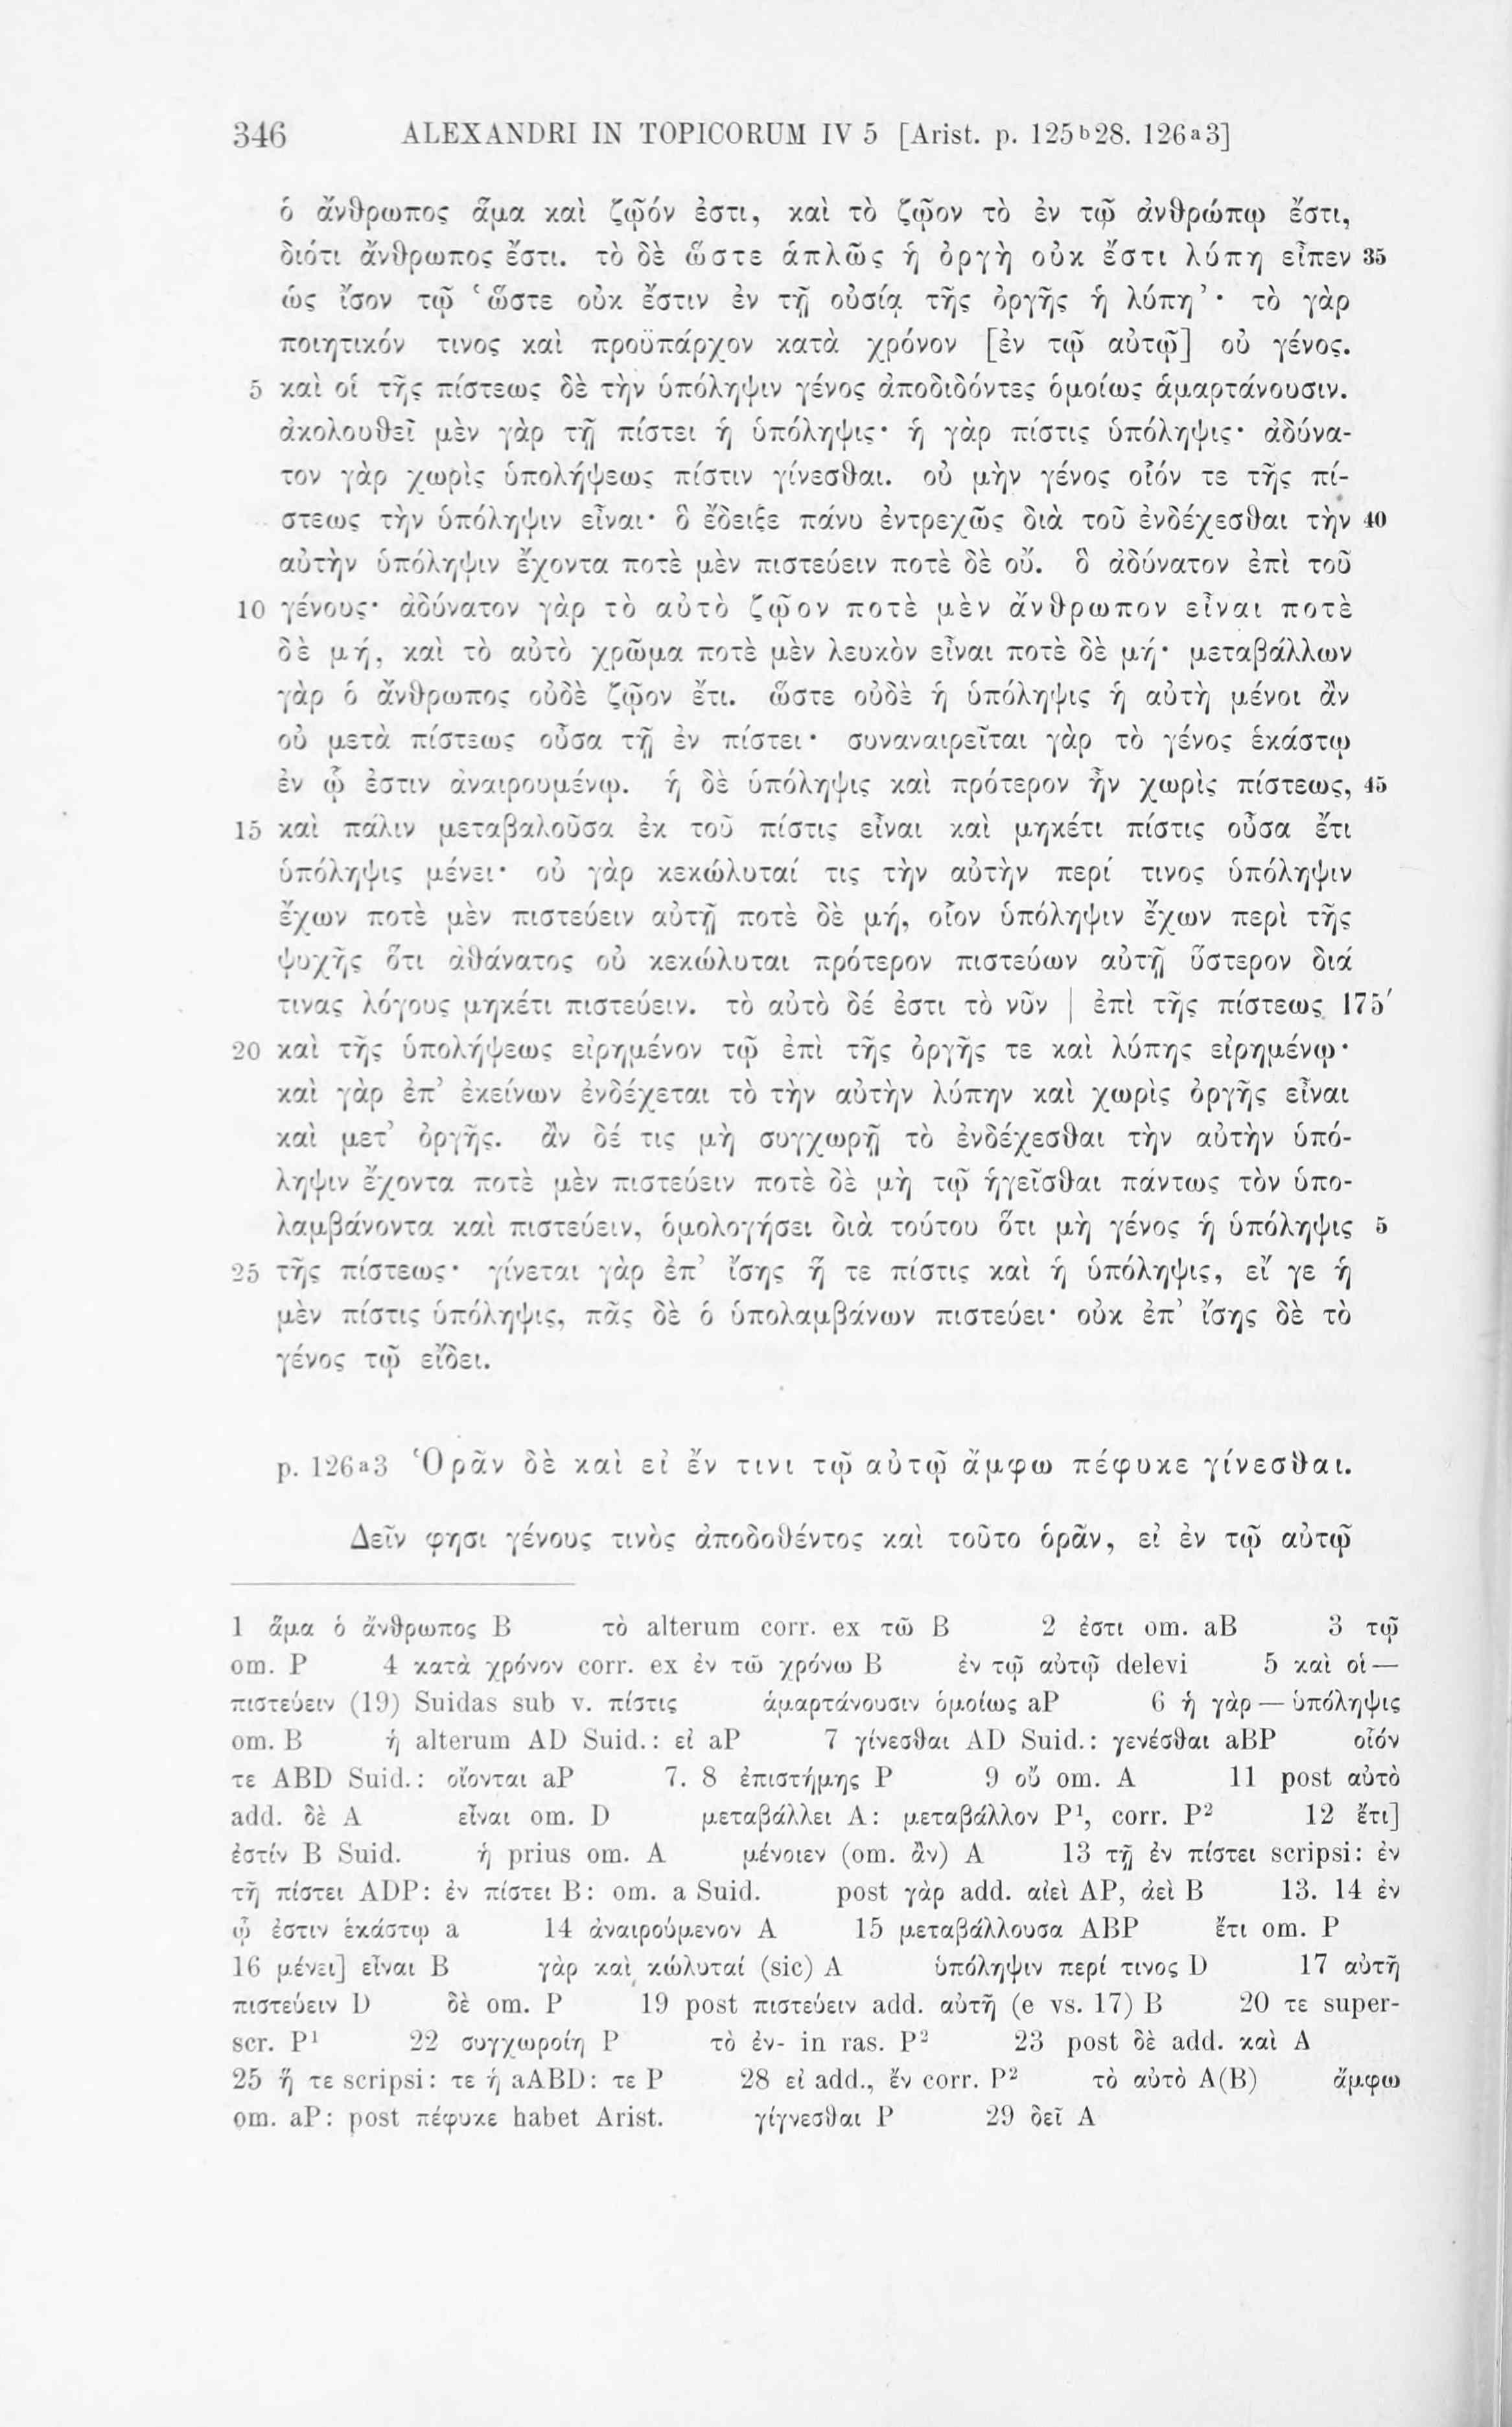 346 ALEXANDRI IN TOPICORUM IV 5 [Arist. p. 125ᵇ28. 126ᵃ3]
ὁ ἄνθρωπος ἅμα καὶ ζῷόν ἐστι, καὶ τὸ ζῷον τὸ ἐν τῷ ἀνθρώπῳ ἔστι,
διότι ἄνθρωπος ἔστι. τὸ δὲ ὥστε ἁπλῶς ἡ ὀργὴ οὐκ ἔστι λύπη εἶπεν 35
ὡς ἴσον τῷ ‘ὥστε οὐκ ἔστιν ἐν τῇ οὐσίᾳ τῆς ὀργῆς ἡ λύπη’· τὸ γὰρ
ποιητικόν τινος καὶ προϋπάρχον κατὰ χρόνον [ἐν τῷ αὐτῷ] οὐ γένος.
5 καὶ οἱ τῆς πίστεως δὲ τὴν ὑπόληψιν γένος ἀποδιδόντες ὁμοίως ἁμαρτάνουσιν.
ἀκολουθεῖ μὲν γὰρ τῇ πίστει ἡ ὑπόληψις· ἡ γὰρ πίστις ὑπόληψις· ἀδύνα-
τον γὰρ χωρὶς ὑπολήψεως πίστιν γίνεσθαι. οὐ μὴν γένος οἷόν τε τῆς πί-
στεως τὴν ὑπόληψιν εἶναι· ὃ ἔδειξε πάνυ ἐντρεχῶς διὰ τοῦ ἐνδέχεσθαι τὴν 40
αὐτὴν ὑπόληψιν ἔχοντα ποτὲ μὲν πιστεύειν ποτὲ δὲ οὔ. ὃ ἀδύνατον ἐπὶ τοῦ
10 γένους· ἀδύνατον γὰρ τὸ αὐτὸ ζῷον ποτὲ μὲν ἄνθρωπον εἶναι ποτὲ
δὲ μή, καὶ τὸ αὐτὸ χρῶμα ποτὲ μὲν λευκὸν εἶναι ποτὲ δὲ μή· μεταβάλλων
γὰρ ὁ ἄνθρωπος οὐδὲ ζῷον ἔτι. ὥστε οὐδὲ ἡ ὑπόληψις ἡ αὐτὴ μένοι ἂν
οὐ μετὰ πίστεως οὖσα τῇ ἐν πίστει· συναναιρεῖται γὰρ τὸ γένος ἑκάστῳ
ἐν ᾧ ἐστιν ἀναιρουμένῳ. ἡ δὲ ὑπόληψις καὶ πρότερον ἦν χωρὶς πίστεως, 45
15 καὶ πάλιν μεταβαλοῦσα ἐκ τοῦ πίστις εἶναι καὶ μηκέτι πίστις οὖσα ἔτι
ὑπόληψις μένει· οὐ γὰρ κεκώλυταί τις τὴν αὐτὴν περί τινος ὑπόληψιν
ἔχων ποτὲ μὲν πιστεύειν αὐτῇ ποτὲ δὲ μή, οἷον ὑπόληψιν ἔχων περὶ τῆς
ψυχῆς ὅτι ἀθάνατος οὐ κεκώλυται πρότερον πιστεύων αὐτῇ ὕστερον διά
τινας λόγους μηκέτι πιστεύειν. τὸ αὐτὸ δέ ἐστι τὸ νῦν | ἐπὶ τῆς πίστεως 175ʳ
20 καὶ τῆς ὑπολήψεως εἰρημένον τῷ ἐπὶ τῆς ὀργῆς τε καὶ λύπης εἰρημένῳ·
καὶ γὰρ ἐπ’ ἐκείνων ἐνδέχεται τὸ τὴν αὐτὴν λύπην καὶ χωρὶς ὀργῆς εἶναι
καὶ μετ’ ὀργῆς. ἂν δέ τις μὴ συγχωρῇ τὸ ἐνδέχεσθαι τὴν αὐτὴν ὑπό-
ληψιν ἔχοντα ποτὲ μὲν πιστεύειν ποτὲ δὲ μὴ τῷ ἡγεῖσθαι πάντως τὸν ὑπο-
λαμβάνοντα καὶ πιστεύειν, ὁμολογήσει διὰ τούτου ὅτι μὴ γένος ἡ ὑπόληψις 5
25 τῆς πίστεως· γίνεται γὰρ ἐπ’ ἴσης ἥ τε πίστις καὶ ἡ ὑπόληψις, εἴ γε ἡ
μὲν πίστις ὑπόληψις, πᾶς δὲ ὁ ὑπολαμβάνων πιστεύει· οὐκ ἐπ’ ἴσης δὲ τὸ
γένος τῷ εἴδει.
p. 126ᵃ3 Ὁρᾶν δὲ καὶ εἰ ἔν τινι τῷ αὐτῷ ἄμφω πέφυκε γίνεσθαι.
Δεῖν φησι γένους τινὸς ἀποδοθέντος καὶ τοῦτο ὁρᾶν, εἰ ἐν τῷ αὐτῷ
1 ἅμα ὁ ἄνθρωπος B τὸ alterum corr. ex τῶ B 2 ἐστι om. aB 3 τῷ
om. P 4 κατὰ χρόνον corr. ex ἐν τῶ χρόνω B ἐν τῷ αὐτῷ delevi 5 καὶ οἱ —
πιστεύειν (19) Suidas sub v. πίστις ἁμαρτάνουσιν ὁμοίως aP 6 ἡ γὰρ — ὑπόληψις
om. B ἡ alterum AD Suid.: εἰ aP 7 γίνεσθαι AD Suid.: γενέσθαι aBP οἷόν
τε ABD Suid.: οἴονται aP 7. 8 ἐπιστήμης P 9 οὔ om. A 11 post αὐτὸ
add. δὲ A εἶναι om. D μεταβάλλει A: μεταβάλλον P¹, corr. P² 12 ἔτι]
ἐστίν B Suid. ἡ prius om. A μένοιεν (om. ἂν) A 13 τῇ ἐν πίστει scripsi: ἐν
τῆ πίστει ADP: ἐν πίστει B: om. a Suid. post γὰρ add. αἰεὶ AP, ἀεὶ B 13. 14 ἐν
ᾧ ἐστιν ἑκάστῳ a 14 ἀναιρούμενον A 15 μεταβάλλουσα ABP ἔτι om. P
16 μένει] εἶναι B γὰρ καὶ κώλυταί (sic) A ὑπόληψιν περί τινος D 17 αὐτῆ
πιστεύειν D δὲ om. P 19 post πιστεύειν add. αὐτῆ (e vs. 17) B 20 τε super-
scr. P¹ 22 συγχωροίη P τὸ ἐν- in ras. P² 23 post δὲ add. καὶ A
25 ἥ τε scripsi: τε ἡ aABD: τε P 28 εἰ add., ἔν corr. P² τὸ αὐτὸ A(B) ἄμφω
om. aP: post πέφυκε habet Arist. γίγνεσθαι P 29 δεῖ A